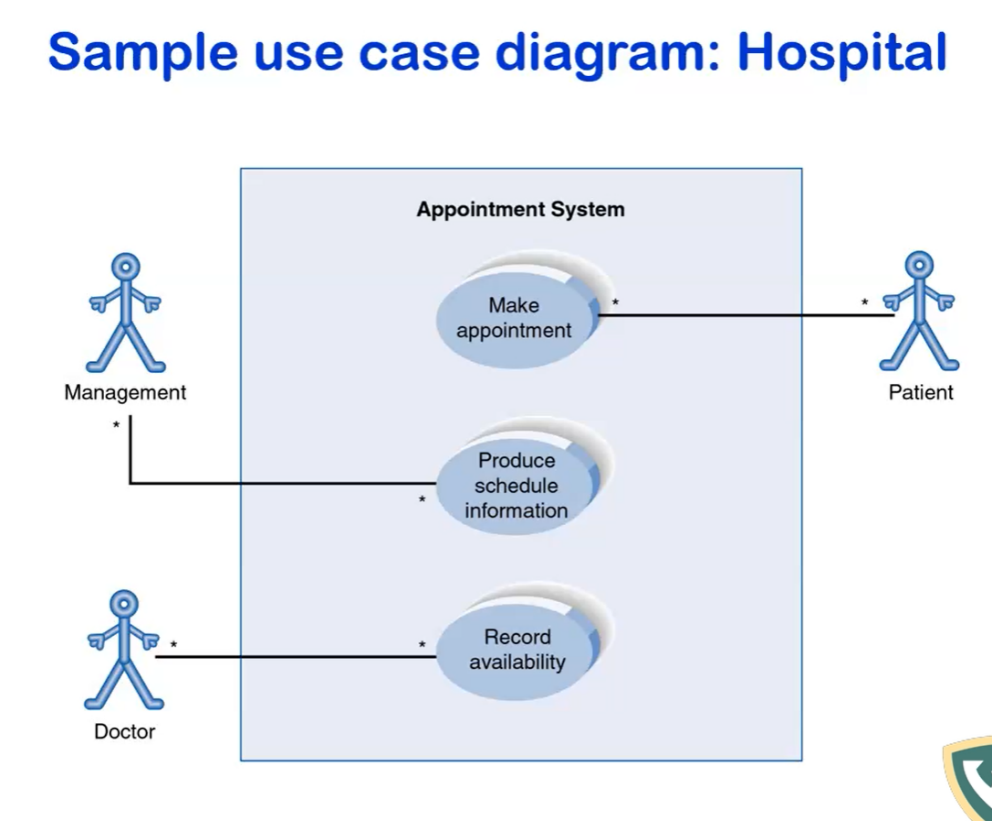 Sample use case diagram: Hospital
Appointment System
Make
appointment
*
*
Management
Patient
*
Produce
schedule
information
*
Record
availability
*
*
Doctor